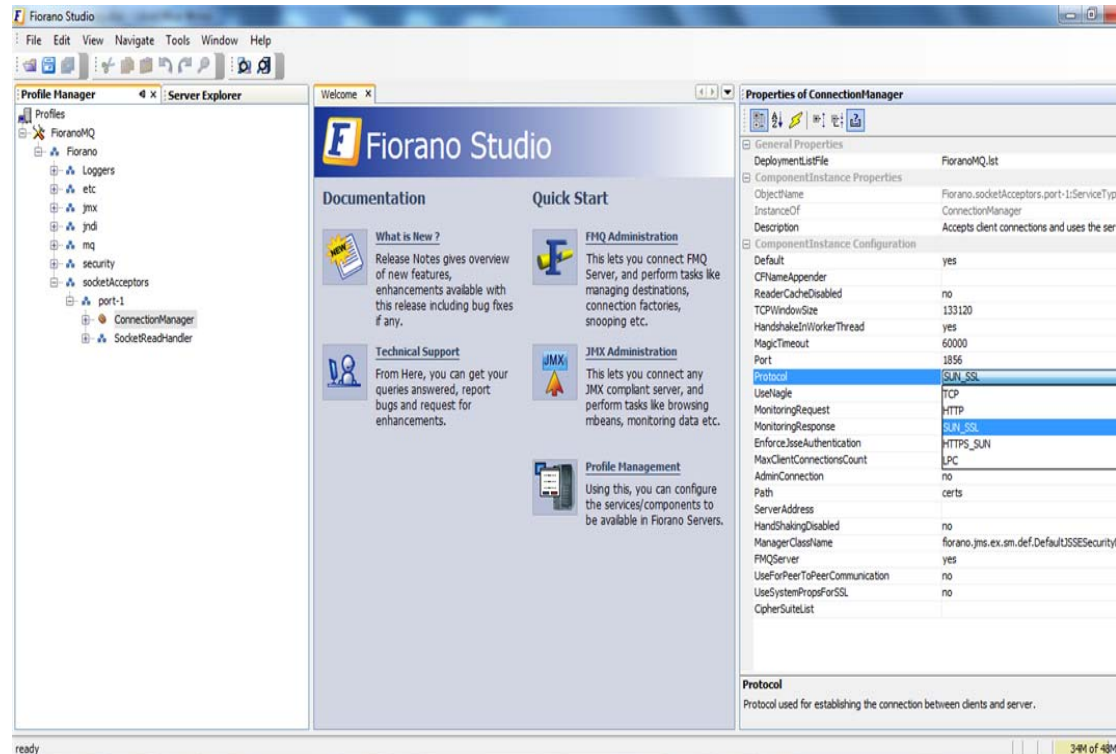 Fiorano Studio
File Edit View Navigate Tools Window Help
Profile Manager
Server Explorer
Profiles
FioranoMQ
Fiorano
Loggers
etc
jmx
jndi
mq
security
socketAcceptors
port-1
ConnectionManager
SocketReadHandler
Welcome
Fiorano Studio
Documentation
What is New ?
Release Notes gives overview
of new features,
enhancements available with
this release including bug fixes
if any.
Technical Support
From Here, you can get your
queries answered, report
bugs and request for
enhancements.
Quick Start
FMQ Administration
This lets you connect FMQ
Server, and perform tasks like
managing destinations,
connection factories,
snooping etc.
JMX Administration
This lets you connect any
JMX compliant server, and
perform tasks like browsing
mbeans, monitoring data etc.
Profile Management
Using this, you can configure
the services/components to
be available in Fiorano Servers.
NEW
JMX
Properties of ConnectionManager
General Properties
DeploymentListFile FioranoMQ.lst
ComponentInstance Properties
ObjectName Fiorano.socketAcceptors.port-1:ServiceTyp
InstanceOf ConnectionManager
Description Accepts client connections and uses the ser
ComponentInstance Configuration
Default yes
CFNameAppender
ReaderCacheDisabled no
TCPWindowSize 133120
HandshakeInWorkerThread yes
MagicTimeout 60000
Port 1856
Protocol SUN_SSL
UseNagle TCP
MonitoringRequest HTTP
MonitoringResponse SUN_SSL
EnforceJsseAuthentication HTTPS_SUN
MaxClientConnectionsCount LPC
AdminConnection no
Path certs
ServerAddress
HandShakingDisabled no
ManagerClassName fiorano.jms.ex.sm.def.DefaultJSSESecurity
FMQServer yes
UseForPeerToPeerCommunication no
UseSystemPropsForSSL no
CipherSuiteList
Protocol
Protocol used for establishing the connection between clients and server.
ready
34M of 48M